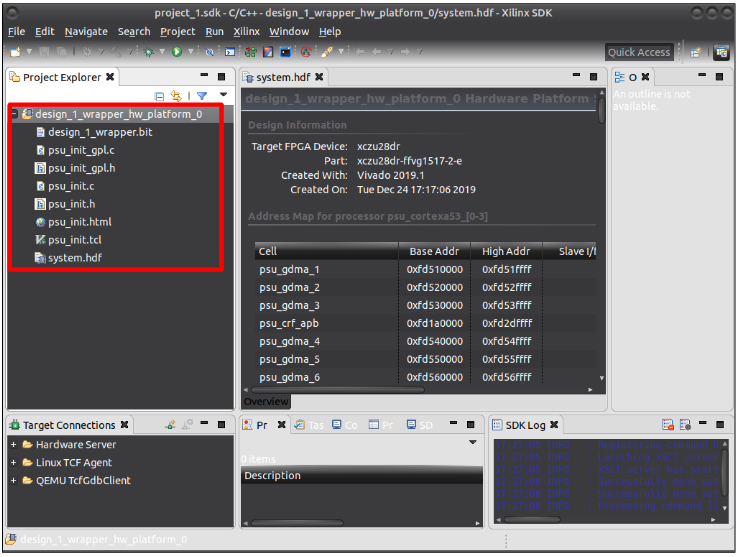 project_1.sdk - C/C++ - design_1_wrapper_hw_platform_0/system.hdf - Xilinx SDK
File Edit Navigate Search Project Run Xilinx Window Help
Quick Access
Project Explorer
design_1_wrapper_hw_platform_0
design_1_wrapper.bit
psu_init_gpl.c
psu_init_gpl.h
psu_init.c
psu_init.h
psu_init.html
psu_init.tcl
system.hdf
system.hdf
design_1_wrapper_hw_platform_0 Hardware Platform
Design Information
Target FPGA Device: xczu28dr
Part: xczu28dr-ffvg1517-2-e
Created With: Vivado 2019.1
Created On: Tue Dec 24 17:17:06 2019
Address Map for processor psu_cortexa53_[0-3]
Cell Base Addr High Addr Slave I/f
psu_gdma_1 0xfd510000 0xfd51ffff
psu_gdma_2 0xfd520000 0xfd52ffff
psu_gdma_3 0xfd530000 0xfd53ffff
psu_crf_apb 0xfd1a0000 0xfd2dffff
psu_gdma_4 0xfd540000 0xfd54ffff
psu_gdma_5 0xfd550000 0xfd55ffff
psu_gdma_6 0xfd560000 0xfd56ffff
Overview
O
An outline is not
available.
Target Connections
Hardware Server
Linux TCF Agent
QEMU TcfGdbClient
Pr Tas Co Pr SD
0 items
Description
SDK Log
design_1_wrapper_hw_platform_0